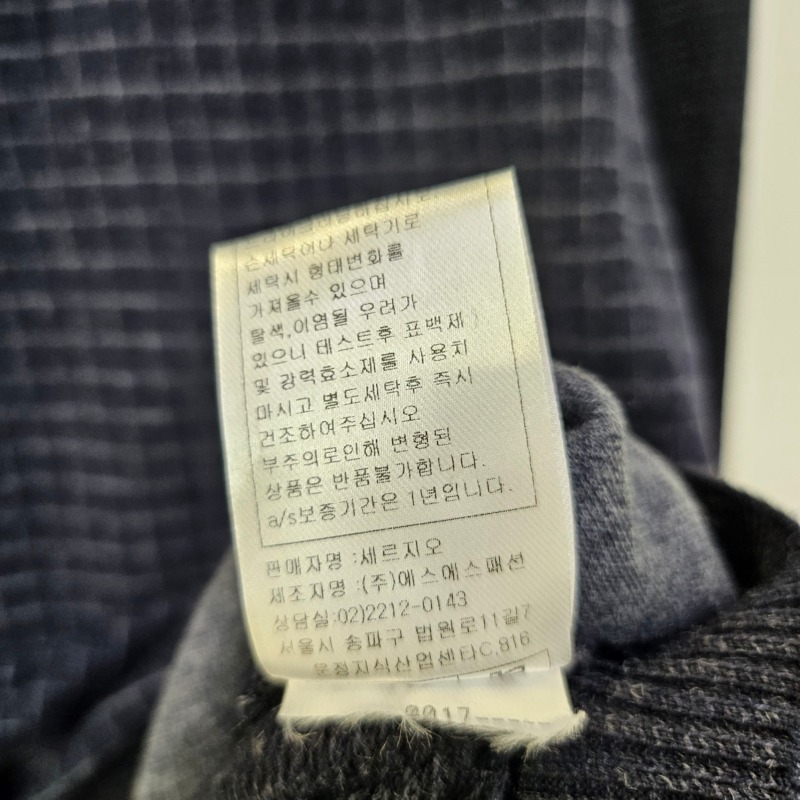 손세탁이나 세탁기로
세탁시 형태변화를
가져올수 있으며
탈색,이염될 우려가
있으니 테스트후 표백제
및 강력효소제를 사용치
마시고 별도세탁후 즉시
건조하여주십시오
부주의로인해 변형된
상품은 반품불가합니다.
a/s보증기간은 1년입니다.
판매자명 :세르지오
제조자명 :(주)에스에스패션
상담실:02)2212-0143
서울시 송파구 법원로11길7
문정지식산업센타C,816
2017